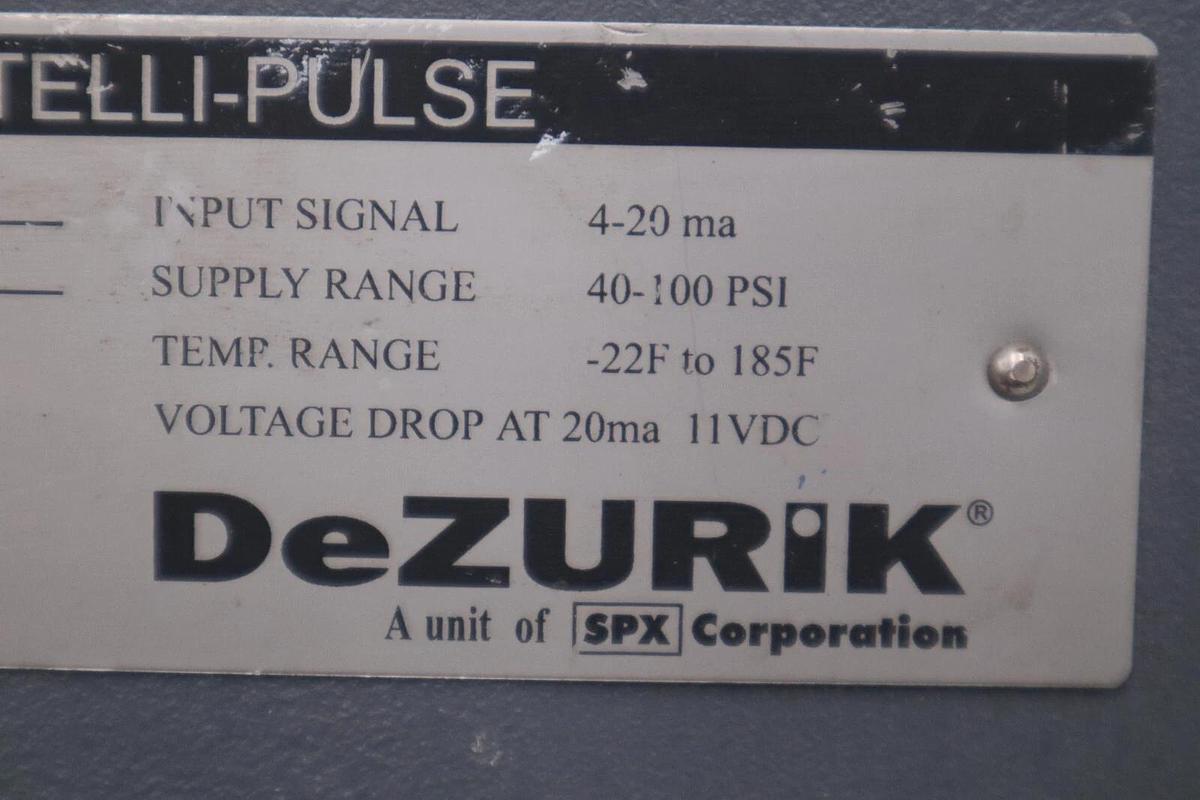 TELLI-PULSE
INPUT SIGNAL 4-20 ma
SUPPLY RANGE 40-100 PSI
TEMP. RANGE -22F to 185F
VOLTAGE DROP AT 20ma 11VDC
DeZURiK®
A unit of SPX Corporation